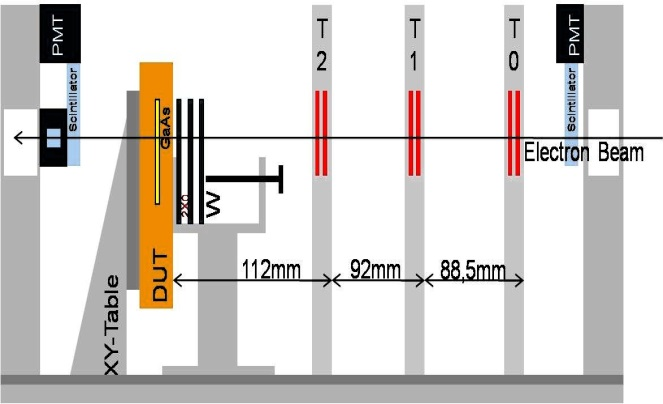 PMT
Scintillator
T
2
T
1
T
0
PMT
Scintillator
GaAs
Electron Beam
2X0
W
DUT
XY-Table
112mm
92mm
88,5mm